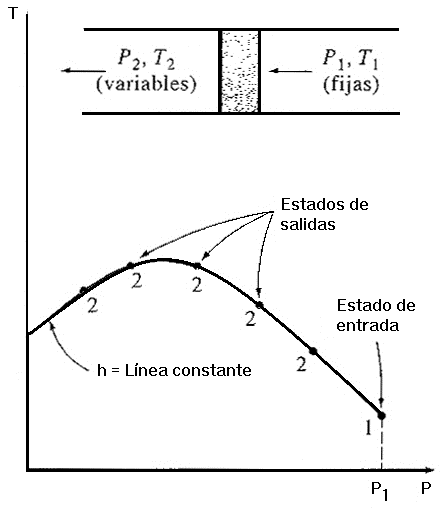 T
P2, T2
(variables)
P1, T1
(fijas)
Estados de
salidas
2
2
2
2
2
Estado de
entrada
h = Línea constante
1
P1
P